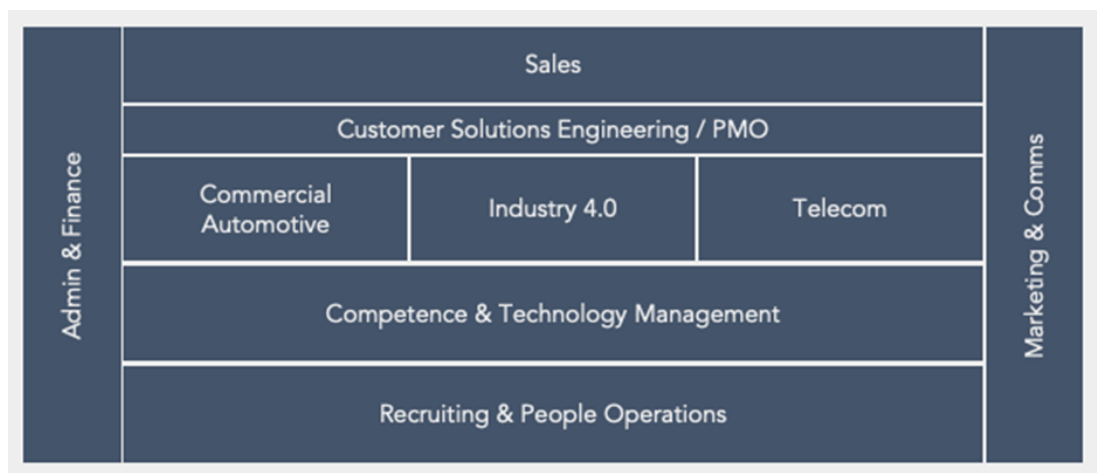 Admin & Finance
Sales
Customer Solutions Engineering / PMO
Commercial
Automotive
Industry 4.0
Telecom
Competence & Technology Management
Recruiting & People Operations
Marketing & Comms